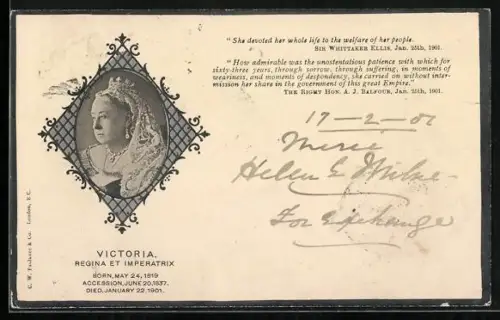 "She devoted her whole life to the welfare of her people.
SIR WHITTAKER ELLIS, JAN. 25th, 1901.
"How admirable was the unostentatious patience with which for
sixty-three years, through sorrow, through suffering, in moments of
weariness, and moments of despondency, she carried on without inter-
mission her share in the government of this great Empire."
THE RIGHT HON. A. J. BALFOUR, JAN. 25th, 1901.
17-2-01
Helen E
For Exchange
VICTORIA.
REGINA ET IMPERATRIX
BORN, MAY 24, 1819
ACCESSION, JUNE 20, 1837.
DIED, JANUARY 22, 1901.
C. W. Faulkner & Co. London, E.C.